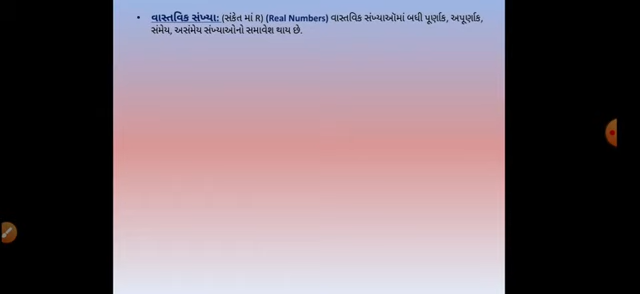 • વાસ્તવિક સંખ્યા: (સંકેત માં R) (Real Numbers) વાસ્તવિક સંખ્યાઓમાં બધી પૂર્ણાંક, અપૂર્ણાંક,
સંમેય, અસંમેય સંખ્યાઓનો સમાવેશ થાય છે.